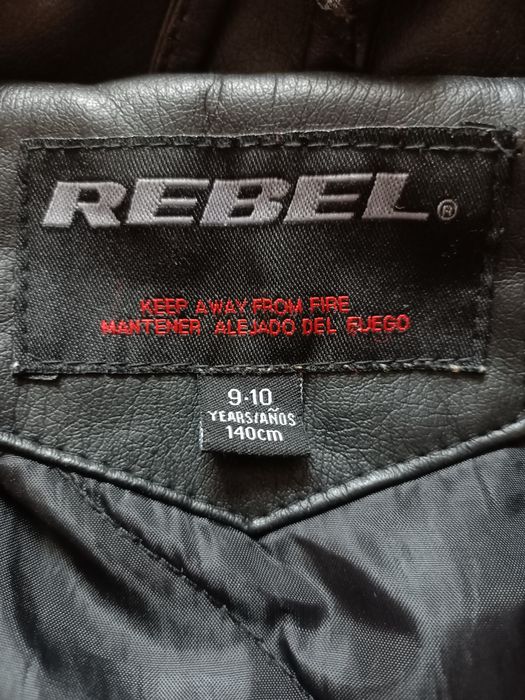 REBEL®
KEEP AWAY FROM FIRE
MANTENER ALEJADO DEL FUEGO
9-10
YEARS/AÑOS
140cm